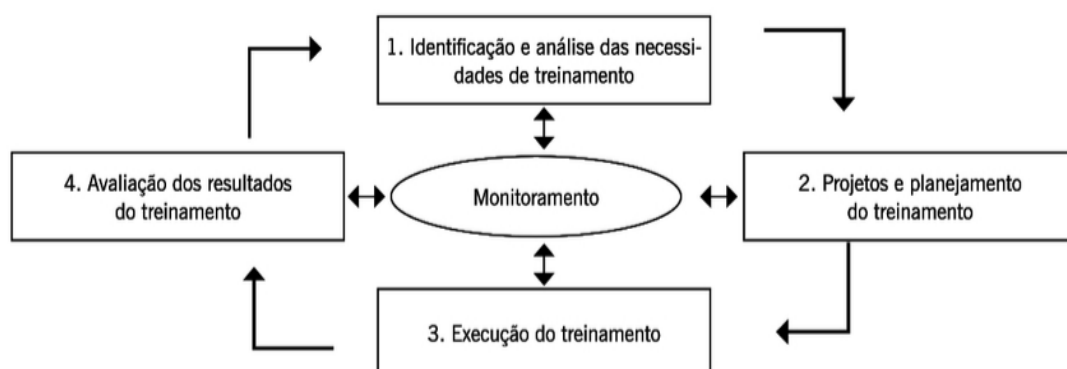 1. Identificação e análise das necessi-
dades de treinamento
4. Avaliação dos resultados
do treinamento
Monitoramento
2. Projetos e planejamento
do treinamento
3. Execução do treinamento